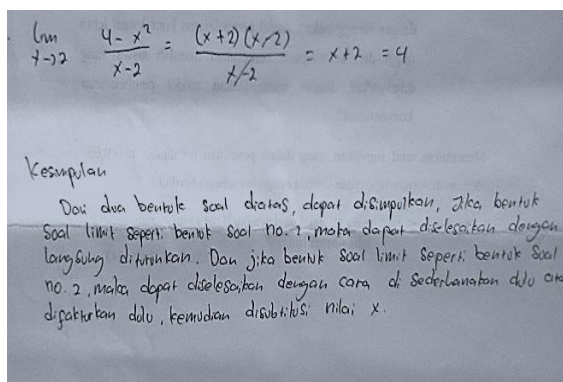 lim x→2 4 - x² / x-2 = (x+2)(x-2) / x-2 = x+2 = 4
Kesimpulan
Dari dua bentuk soal diatas, dapat disimpulkan, Jika bentuk
Soal limit seperti bentuk soal no. 1, maka dapat diselesaikan dengan
langsung diturunkan. Dan jika bentuk soal limit seperti bentuk soal
no. 2, maka dapat diselesaikan dengan cara di sederhanakan dulu
difaktorkan dulu, kemudian disubtitusi nilai x.